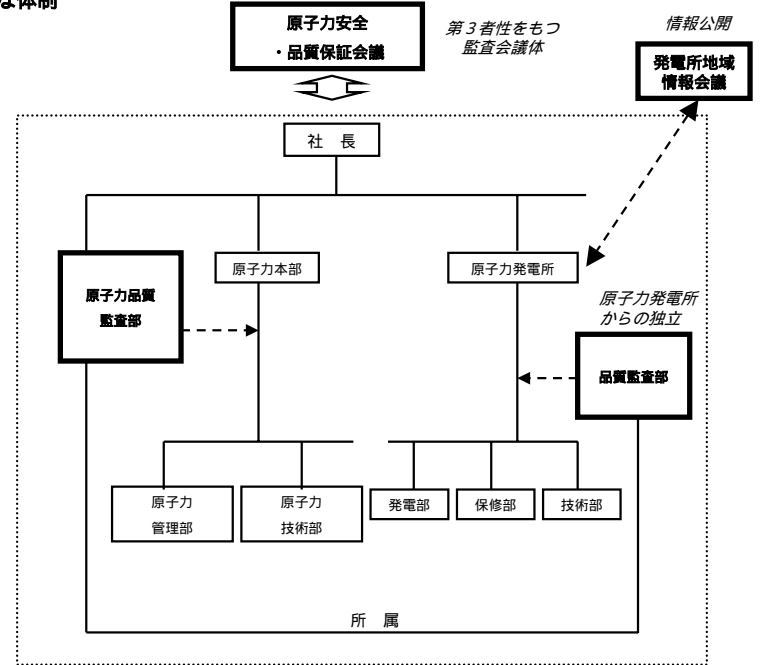 な体制
原子力安全
・品質保証会議
第３者性をもつ
監査会議体
情報公開
発電所地域
情報会議
社　長
原子力本部
原子力発電所
原子力品質
監査部
原子力発電所
からの独立
品質監査部
原子力
管理部
原子力
技術部
発電部
保修部
技術部
所　属